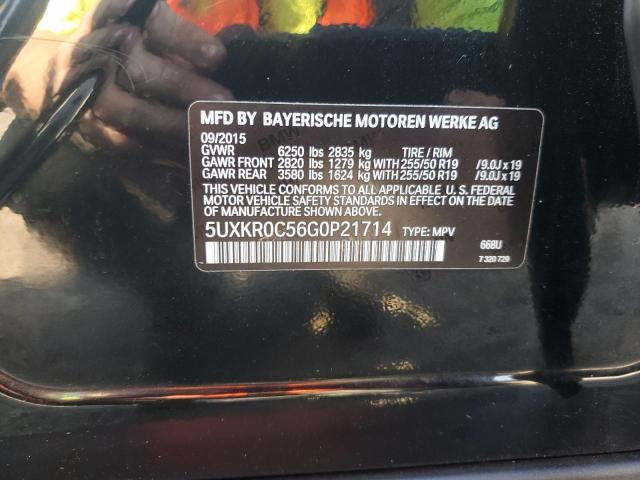 MFD BY BAYERISCHE MOTOREN WERKE AG
09/2015
GVWR 6250 lbs 2835 kg TIRE / RIM
GAWR FRONT 2820 lbs 1279 kg WITH 255/50 R19 /9.0J x 19
GAWR REAR 3580 lbs 1624 kg WITH 255/50 R19 /9.0J x 19
THIS VEHICLE CONFORMS TO ALL APPLICABLE U. S. FEDERAL
MOTOR VEHICLE SAFETY STANDARDS IN EFFECT ON THE DATE
OF MANUFACTURE SHOWN ABOVE.
5UXKR0C56G0P21714 TYPE: MPV
668U
7 320 729